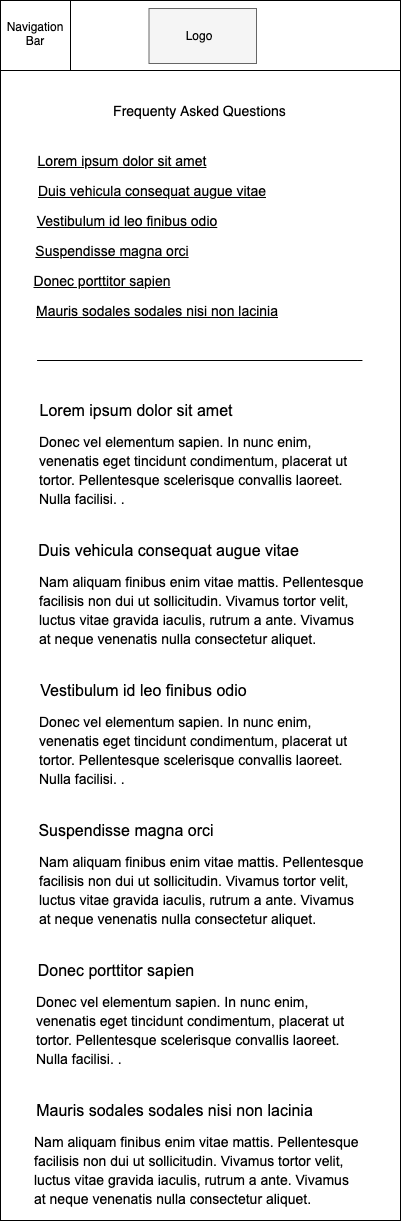 Navigation
Bar
Logo
Frequenty Asked Questions
Lorem ipsum dolor sit amet
Duis vehicula consequat augue vitae
Vestibulum id leo finibus odio
Suspendisse magna orci
Donec porttitor sapien
Mauris sodales sodales nisi non lacinia
Lorem ipsum dolor sit amet
Donec vel elementum sapien. In nunc enim,
venenatis eget tincidunt condimentum, placerat ut
tortor. Pellentesque scelerisque convallis laoreet.
Nulla facilisi. .
Duis vehicula consequat augue vitae
Nam aliquam finibus enim vitae mattis. Pellentesque
facilisis non dui ut sollicitudin. Vivamus tortor velit,
luctus vitae gravida iaculis, rutrum a ante. Vivamus
at neque venenatis nulla consectetur aliquet.
Vestibulum id leo finibus odio
Donec vel elementum sapien. In nunc enim,
venenatis eget tincidunt condimentum, placerat ut
tortor. Pellentesque scelerisque convallis laoreet.
Nulla facilisi. .
Suspendisse magna orci
Nam aliquam finibus enim vitae mattis. Pellentesque
facilisis non dui ut sollicitudin. Vivamus tortor velit,
luctus vitae gravida iaculis, rutrum a ante. Vivamus
at neque venenatis nulla consectetur aliquet.
Donec porttitor sapien
Donec vel elementum sapien. In nunc enim,
venenatis eget tincidunt condimentum, placerat ut
tortor. Pellentesque scelerisque convallis laoreet.
Nulla facilisi. .
Mauris sodales sodales nisi non lacinia
Nam aliquam finibus enim vitae mattis. Pellentesque
facilisis non dui ut sollicitudin. Vivamus tortor velit,
luctus vitae gravida iaculis, rutrum a ante. Vivamus
at neque venenatis nulla consectetur aliquet.